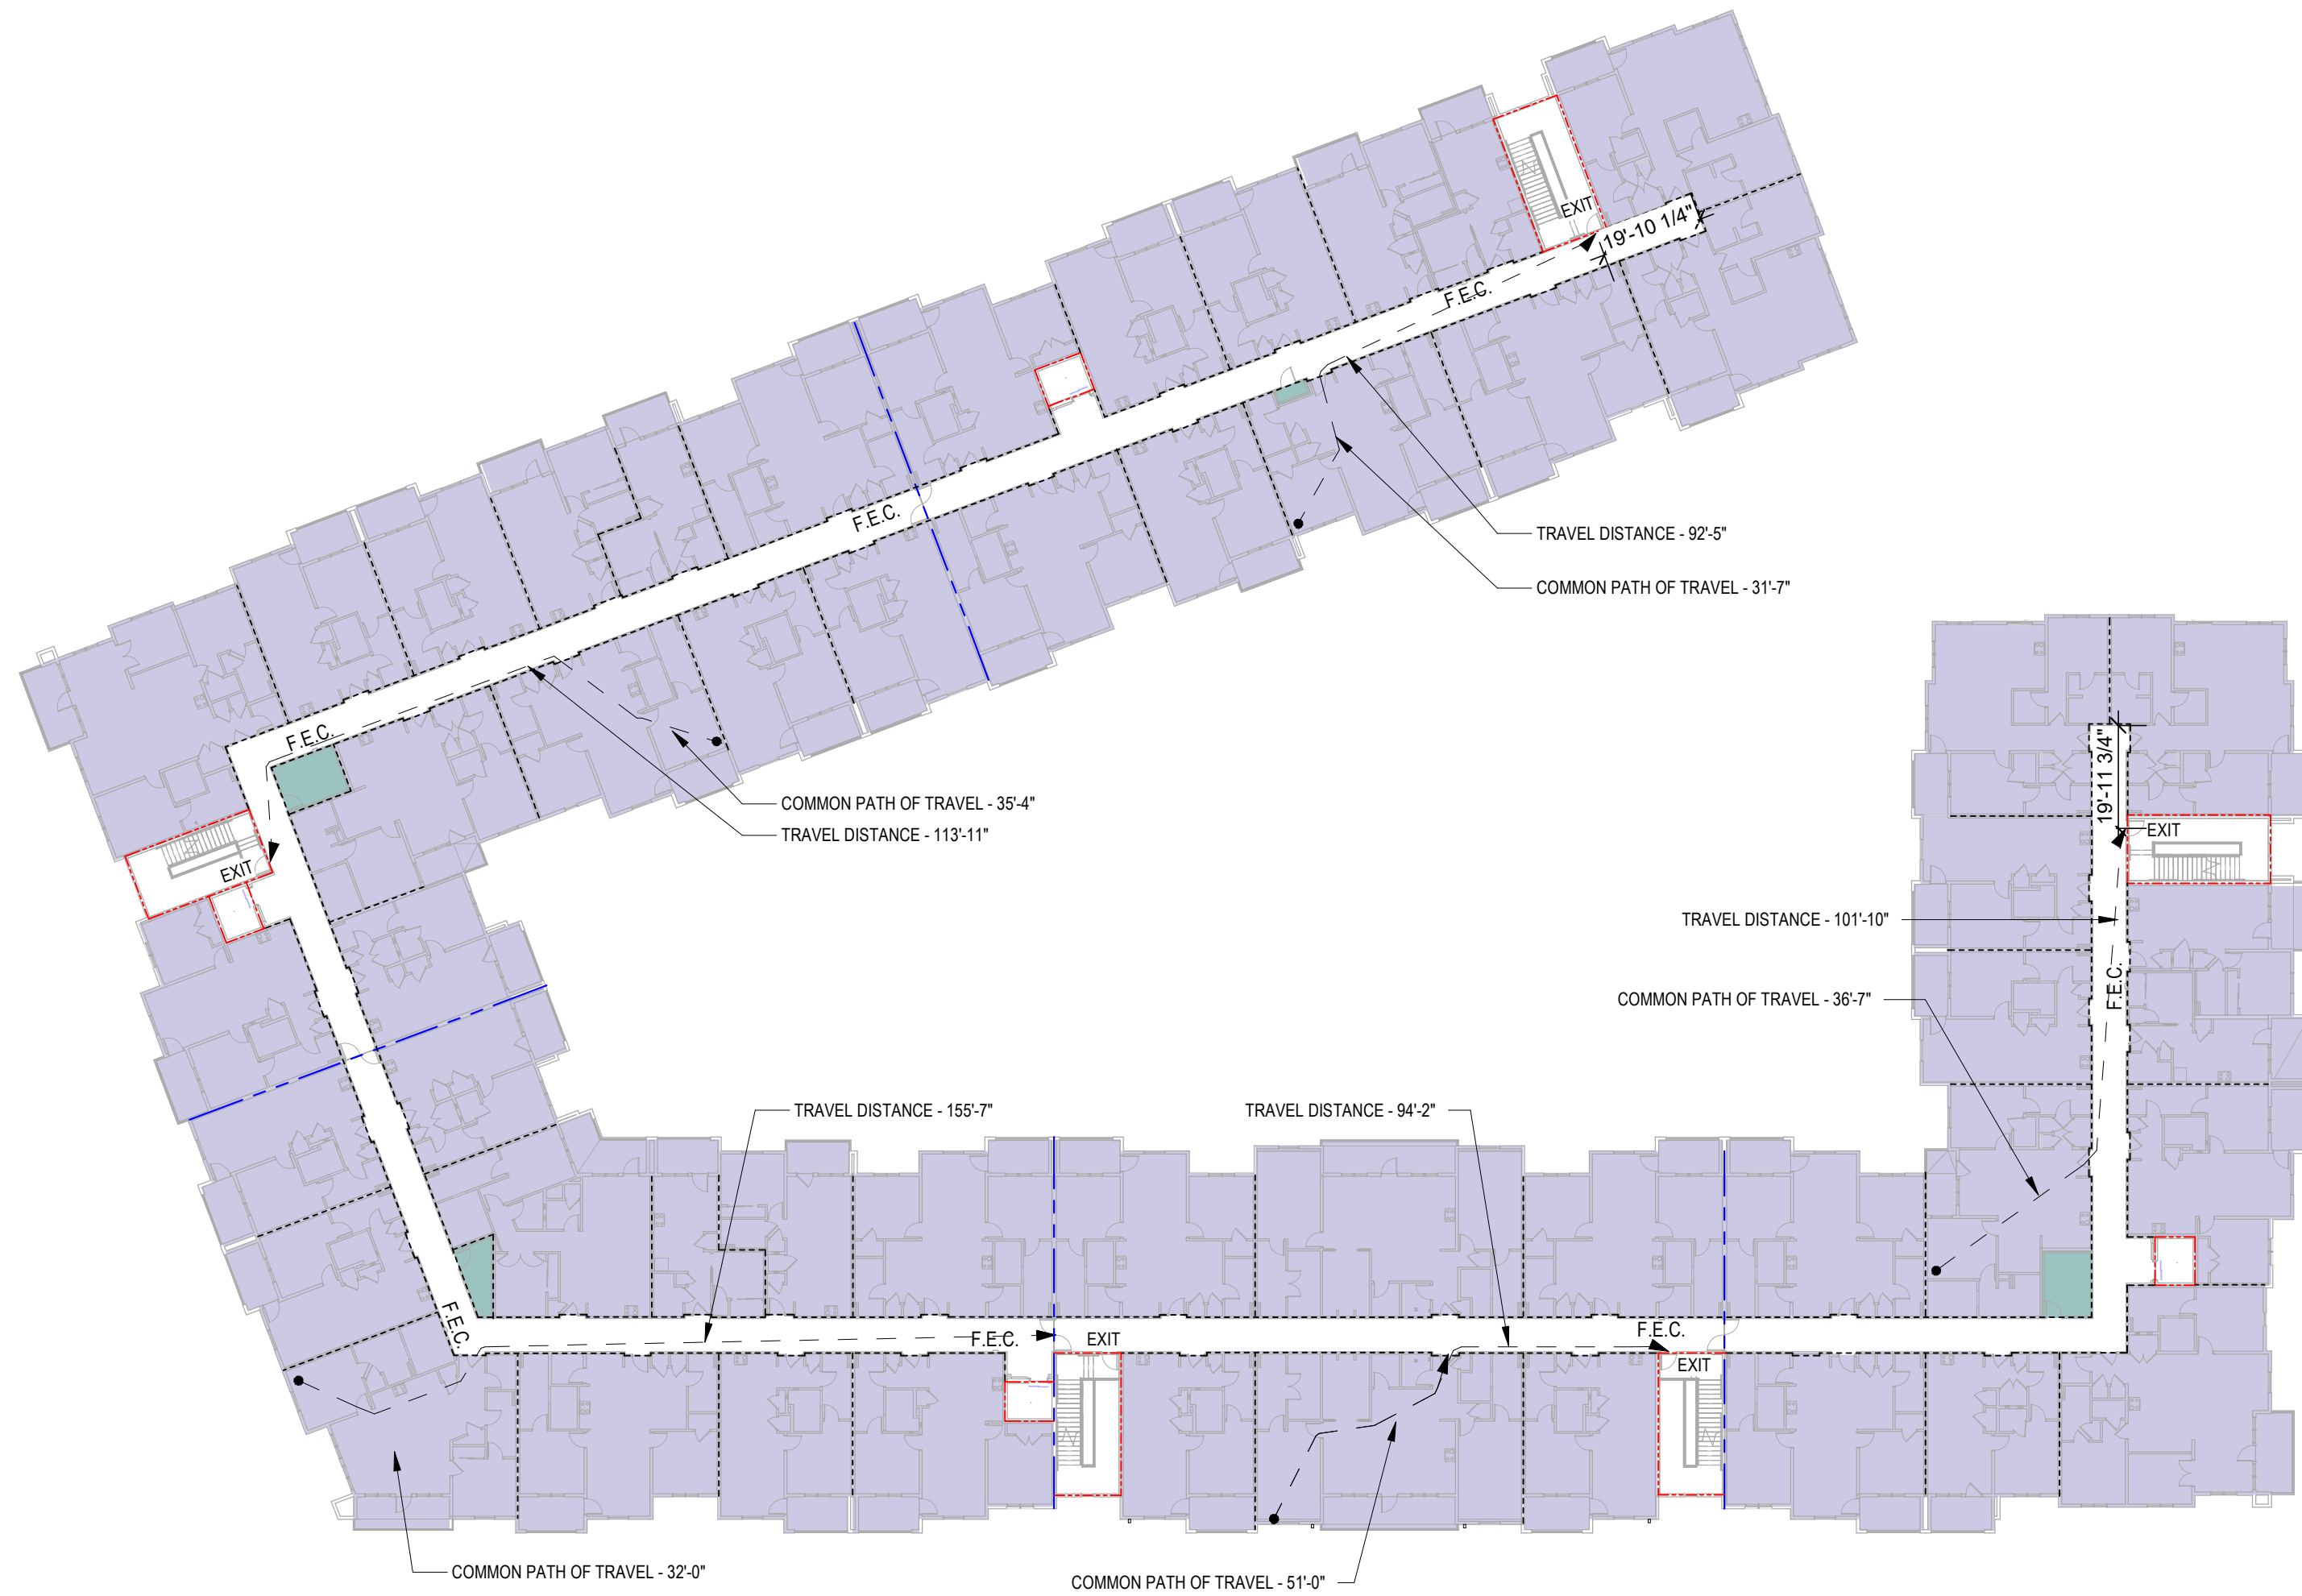 EXIT
19'-10 1/4"
F.E.C.
F.E.C.
TRAVEL DISTANCE - 92'-5"
COMMON PATH OF TRAVEL - 31'-7"
F.E.C.
19'-11 3/4"
COMMON PATH OF TRAVEL - 35'-4"
TRAVEL DISTANCE - 113'-11"
EXIT
EXIT
TRAVEL DISTANCE - 101'-10"
F.E.C.
COMMON PATH OF TRAVEL - 36'-7"
TRAVEL DISTANCE - 155'-7"
TRAVEL DISTANCE - 94'-2"
F.E.C.
F.E.C.
EXIT
F.E.C.
EXIT
COMMON PATH OF TRAVEL - 32'-0"
COMMON PATH OF TRAVEL - 51'-0"